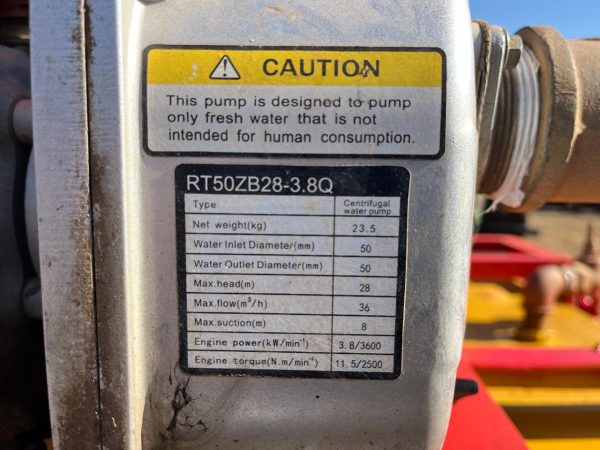 CAUTION
This pump is designed to pump
only fresh water that is not
intended for human consumption.
RT50ZB28-3.8Q
Type Centrifugal water pump
Net weight(kg) 23.5
Water Inlet Diameter(mm) 50
Water Outlet Diameter(mm) 50
Max.head(m) 28
Max.flow(m³/h) 36
Max.suction(m) 8
Engine power(kW/min⁻¹) 3.8/3600
Engine torque(N.m/min⁻¹) 11.5/2500